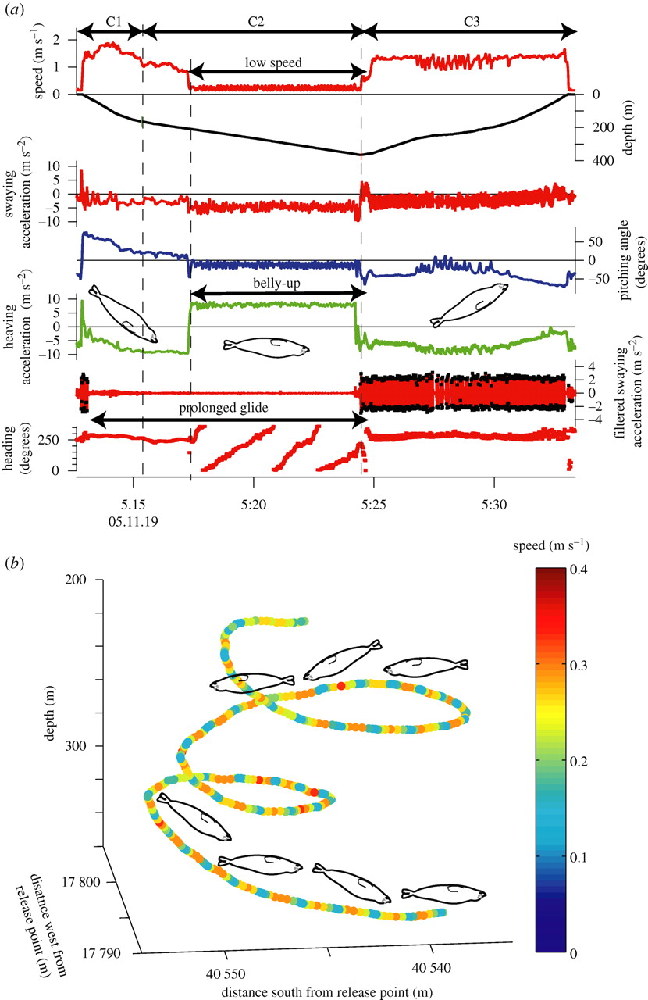 (a)
C1 C2 C3
speed (m s–1)
2
1
0
low speed
0
200
400
depth (m)
swaying
acceleration (m s–2)
10
5
0
–5
–10
50
0
–50
pitching angle
(degrees)
belly-up
heaving
acceleration (m s–2)
10
5
0
–5
–10
4
2
0
–2
–4
filtered swaying
acceleration (m s–2)
prolonged glide
heading
(degrees)
250
0
5.15 5:20 5:25 5:30
05.11.19
(b)
speed (m s–1)
0.4
0.3
0.2
0.1
0
200
300
depth (m)
17 800
17 790
disatnce west from
release point (m)
40 550 40 540
distance south from release point (m)